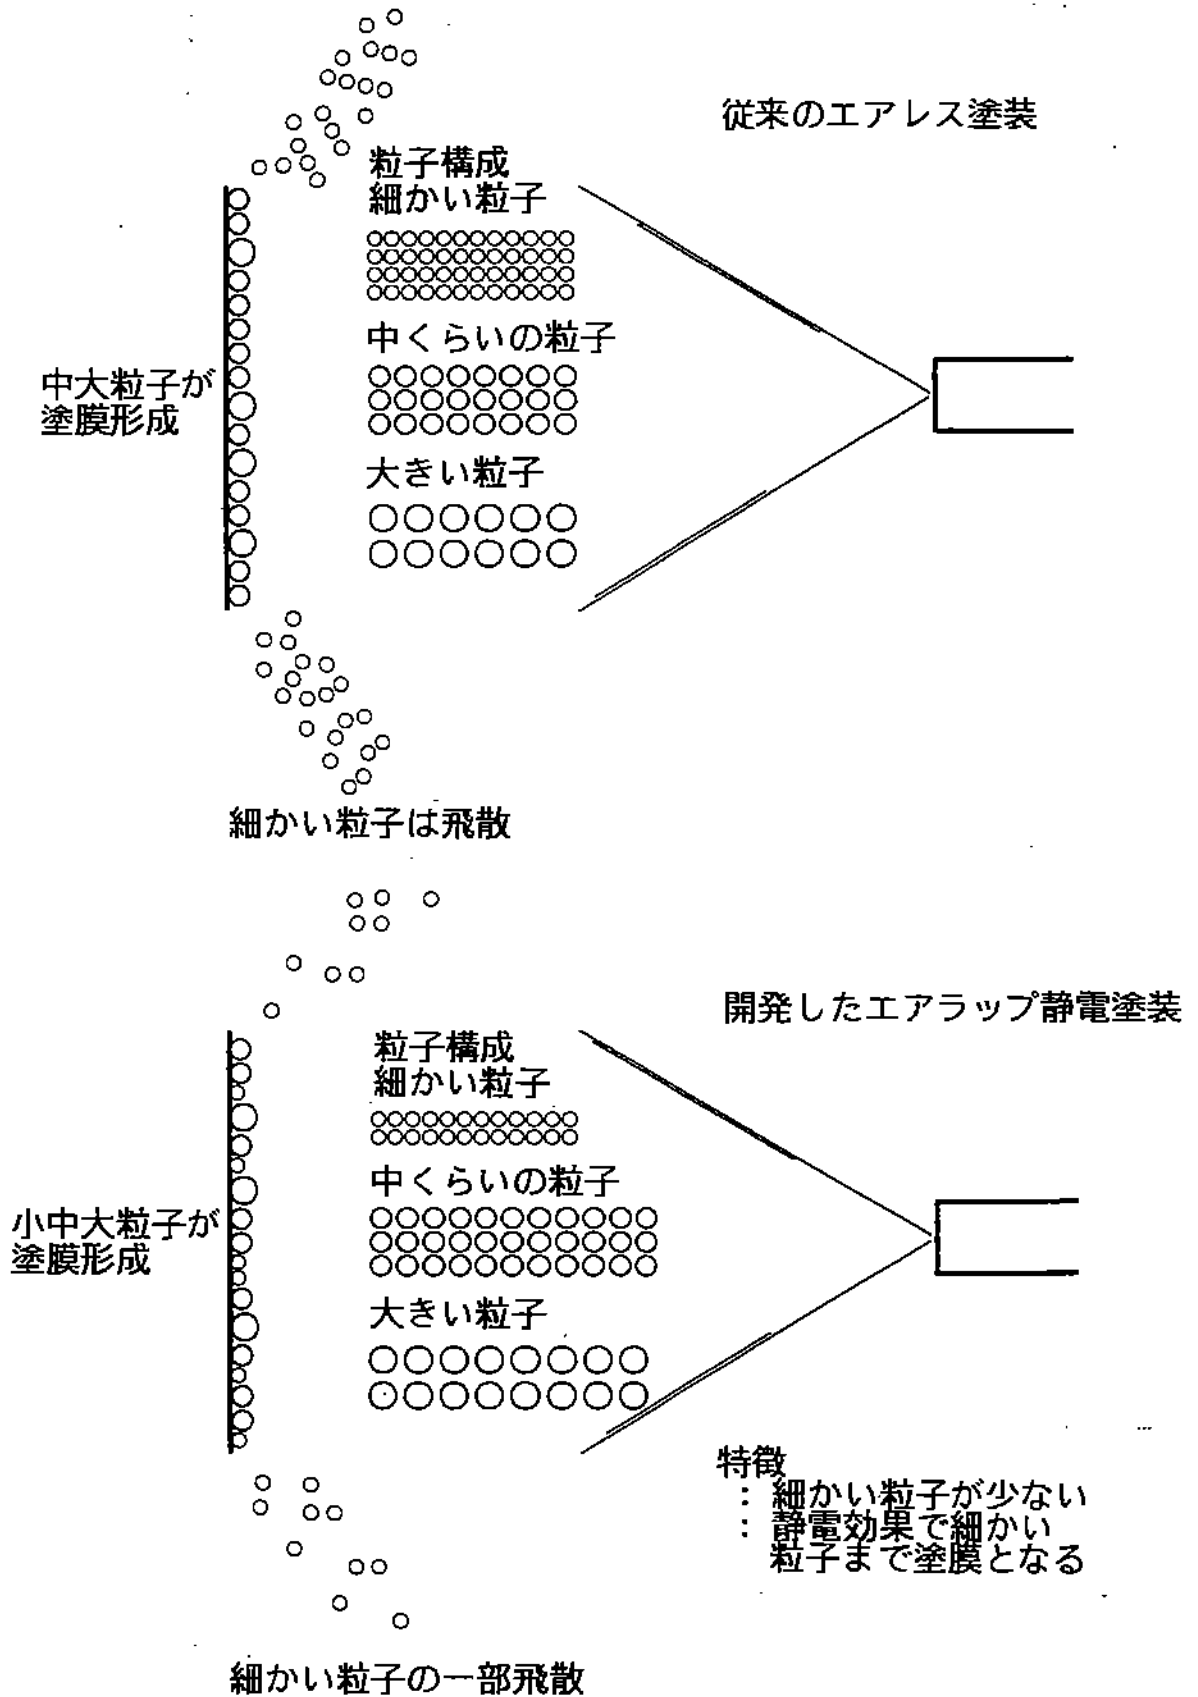 従来のエアレス塗装
粒子構成
細かい粒子
中くらいの粒子
中大粒子が
塗膜形成
大きい粒子
細かい粒子は飛散
開発したエアラップ静電塗装
粒子構成
細かい粒子
中くらいの粒子
小中大粒子が
塗膜形成
大きい粒子
特徴
：細かい粒子が少ない
：静電効果で細かい
粒子まで塗膜となる
細かい粒子の一部飛散